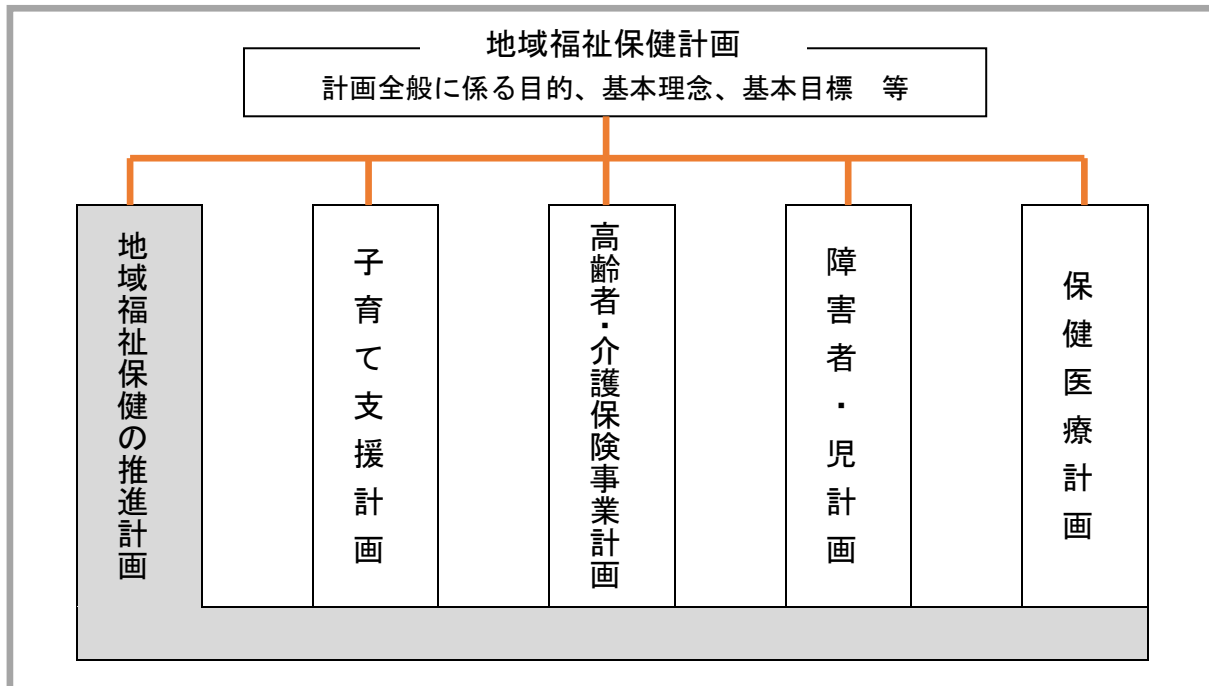 地域福祉保健計画
計画全般に係る目的、基本理念、基本目標　等
地域福祉保健の推進計画
子育て支援計画
高齢者・介護保険事業計画
障害者・児計画
保健医療計画